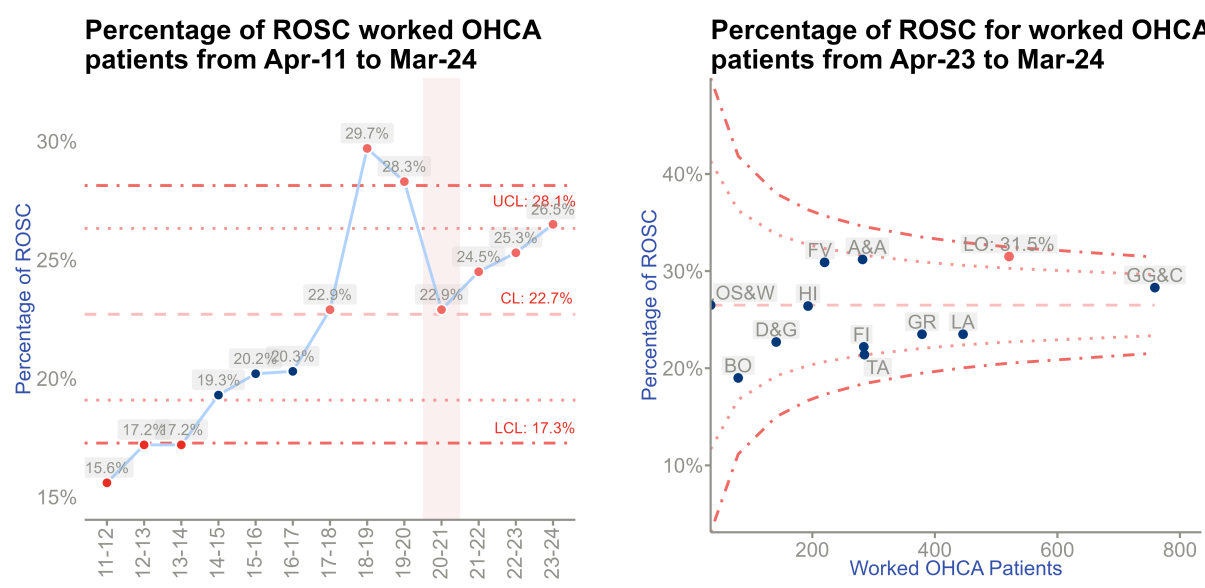 Percentage of ROSC worked OHCA
patients from Apr-11 to Mar-24
Percentage of ROSC
30%
25%
20%
15%
15.6%
17.2%
17.2%
19.3%
20.2%
20.3%
22.9%
29.7%
28.3%
22.9%
24.5%
25.3%
26.5%
UCL: 28.1%
CL: 22.7%
LCL: 17.3%
11-12
12-13
13-14
14-15
15-16
16-17
17-18
18-19
19-20
20-21
21-22
22-23
23-24
Percentage of ROSC for worked OHCA
patients from Apr-23 to Mar-24
Percentage of ROSC
40%
30%
20%
10%
FV
A&A
LO: 31.5%
GG&C
OS&W
HI
D&G
FI
GR
LA
BO
TA
200
400
600
800
Worked OHCA Patients